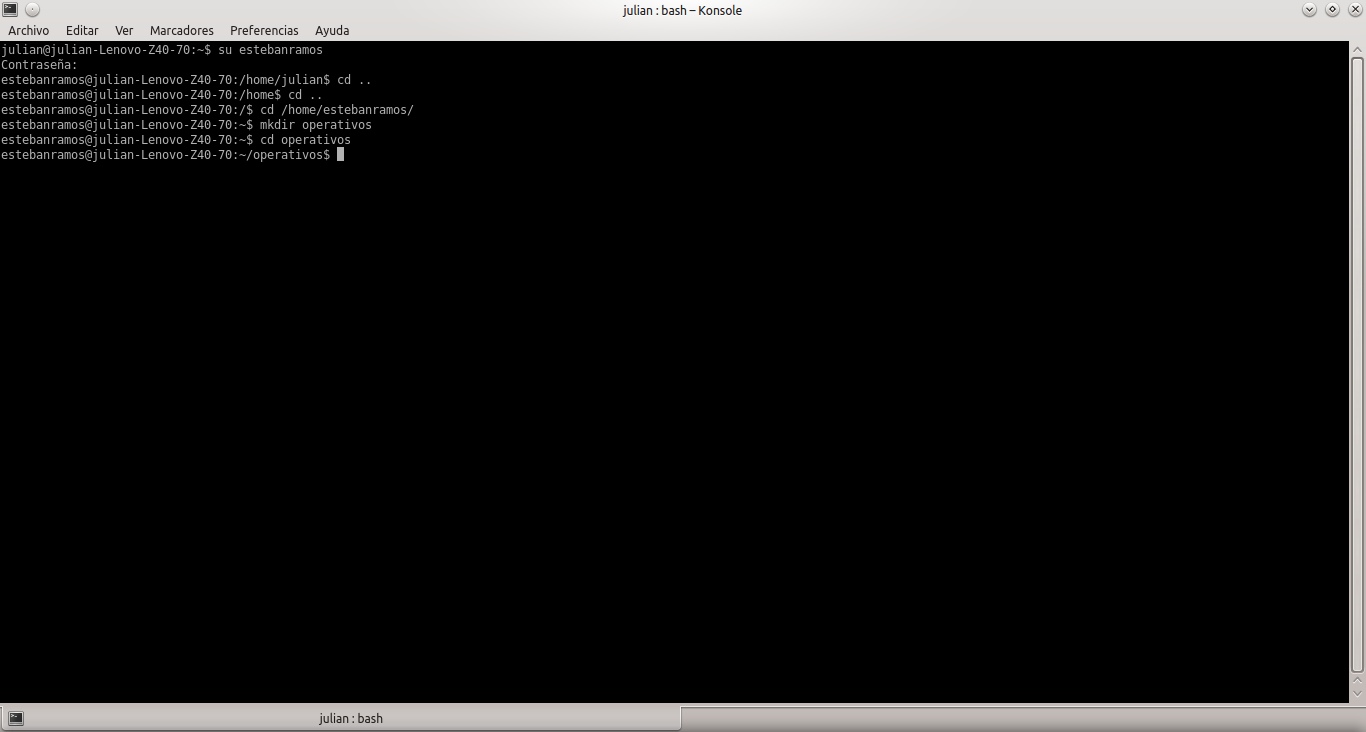 julian : bash – Konsole
Archivo Editar Ver Marcadores Preferencias Ayuda
julian@julian-Lenovo-Z40-70:~$ su estebanramos
Contraseña:
estebanramos@julian-Lenovo-Z40-70:/home/julian$ cd ..
estebanramos@julian-Lenovo-Z40-70:/home$ cd ..
estebanramos@julian-Lenovo-Z40-70:/$ cd /home/estebanramos/
estebanramos@julian-Lenovo-Z40-70:~$ mkdir operativos
estebanramos@julian-Lenovo-Z40-70:~$ cd operativos
estebanramos@julian-Lenovo-Z40-70:~/operativos$
julian : bash